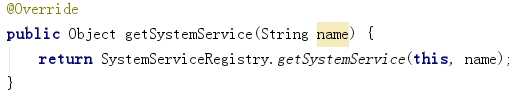 @Override
public Object getSystemService(String name) {
    return SystemServiceRegistry.getSystemService(this, name);
}